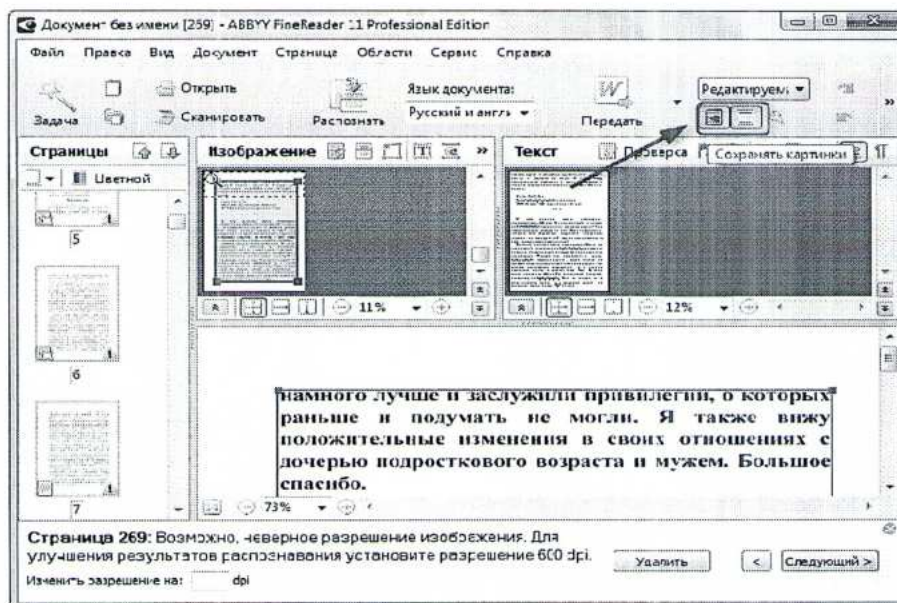 Документ без имени [259] - ABBYY FineReader 11 Professional Edition
Файл Правка Вид Документ Страница Области Сервис Справка
Задача
Открыть
Сканировать
Распознать
Язык документа:
Русский и англ
Передать
Редактируем
Страницы
Изображение
Текст
Проверка
Сохранять картинки
Цветной
5
6
7
11%
12%
намного лучше и заслужили привилегии, о которых
раньше и подумать не могли. Я также вижу
положительные изменения в своих отношениях с
дочерью подросткового возраста и мужем. Большое
спасибо.
73%
Страница 269: Возможно, неверное разрешение изображения. Для
улучшения результатов распознавания установите разрешение 600 dpi.
Изменить разрешение на: dpi
Удалить
<
Следующий >